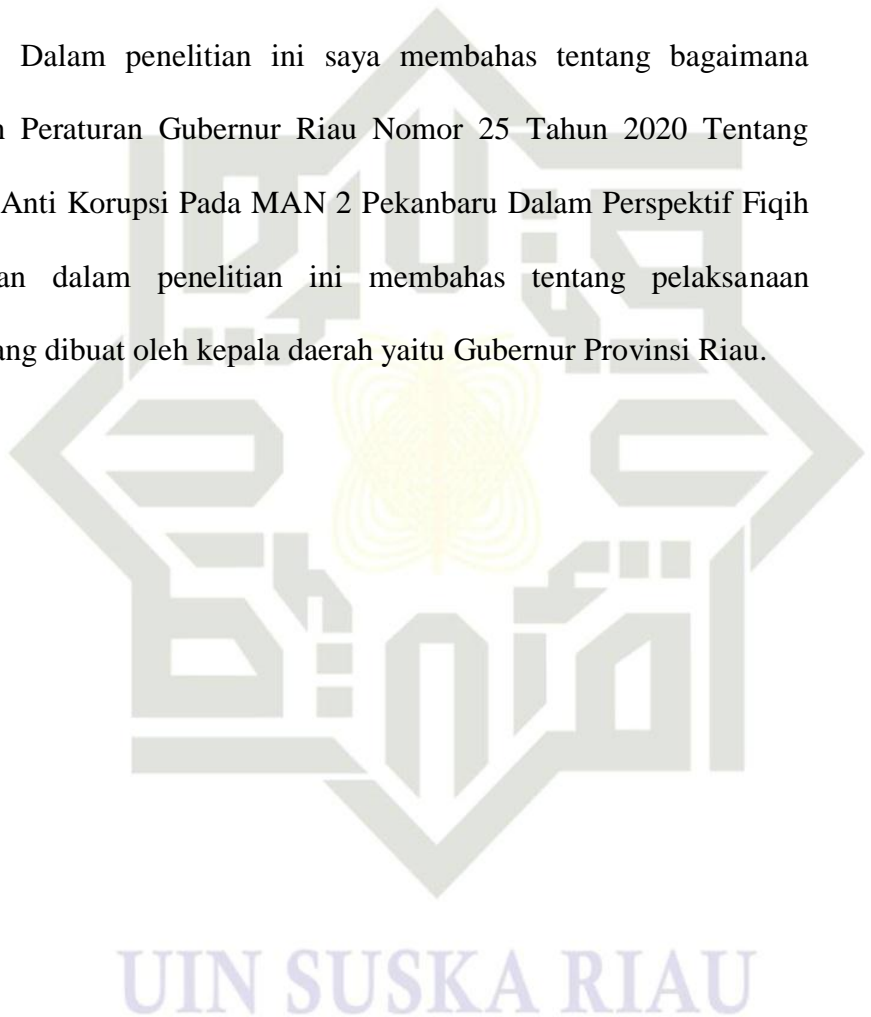 Dalam penelitian ini saya membahas tentang bagaimana
Peraturan Gubernur Riau Nomor 25 Tahun 2020 Tentang
Anti Korupsi Pada MAN 2 Pekanbaru Dalam Perspektif Fiqih
dalam penelitian ini membahas tentang pelaksanaan
dibuat oleh kepala daerah yaitu Gubernur Provinsi Riau.
UIN SUSKA RIAU